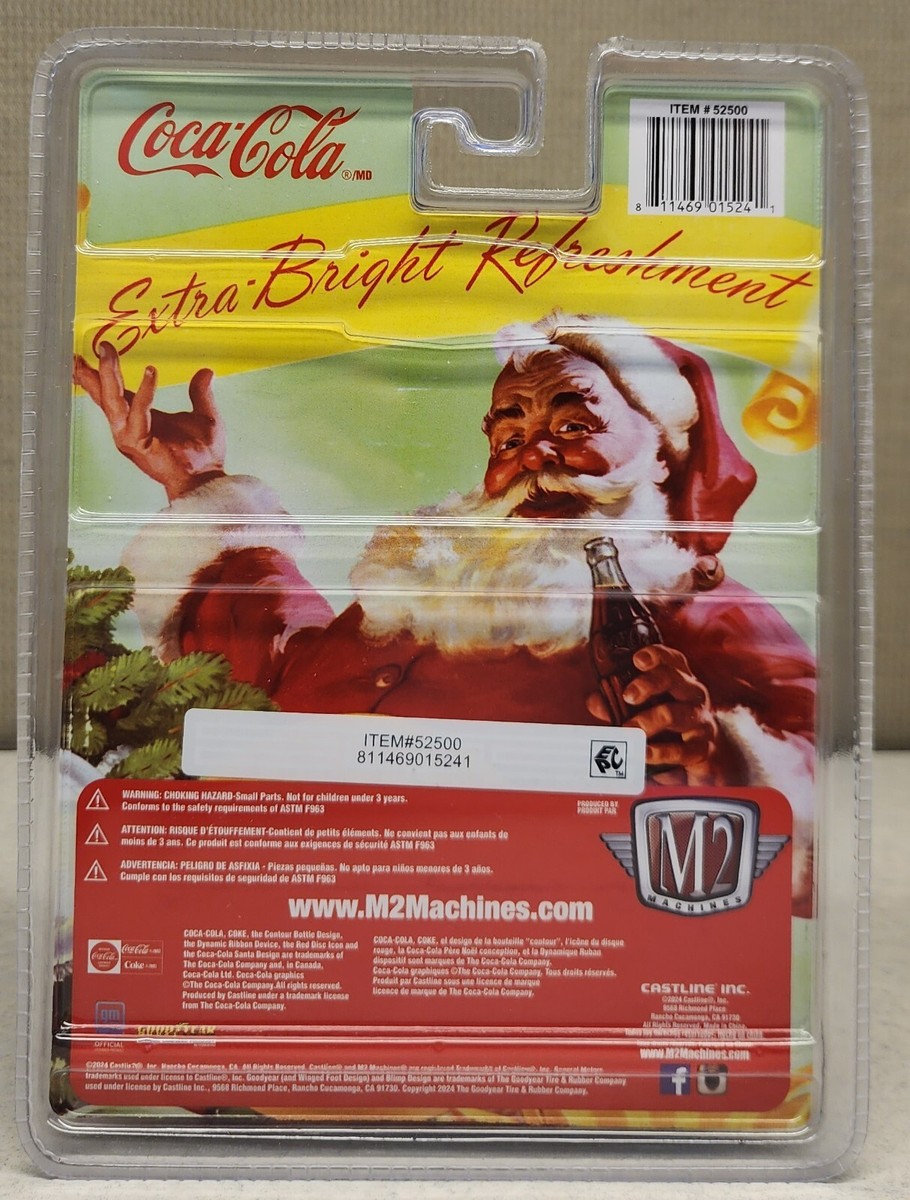 Coca-Cola ®/MD
ITEM # 52500
8 11469 01524 1
Extra-Bright Refreshment
ITEM#52500
811469015241
EPC TM
WARNING: CHOKING HAZARD-Small Parts. Not for children under 3 years.
Conforms to the safety requirements of ASTM F963
ATTENTION: RISQUE D'ÉTOUFFEMENT-Contient de petits éléments. Ne convient pas aux enfants de
moins de 3 ans. Ce produit est conforme aux exigences de sécurité ASTM F963
ADVERTENCIA: PELIGRO DE ASFIXIA - Piezas pequeñas. No apto para niños menores de 3 años.
Cumple con los requisitos de seguridad de ASTM F963
PRODUCED BY:
PRODUIT PAR:
M2
MACHINES
www.M2Machines.com
Coca-Cola
Coca-Cola
Coke
COCA-COLA, COKE, the Contour Bottle Design,
the Dynamic Ribbon Device, the Red Disc Icon and
the Coca-Cola Santa Design are trademarks of
The Coca-Cola Company and, in Canada,
Coca-Cola Ltd. Coca-Cola graphics
©The Coca-Cola Company.All rights reserved.
Produced by Castline under a trademark license
from The Coca-Cola Company.
COCA-COLA, COKE, el design de la bouteille "contour", l'icône du disque
rouge, la Coca-Cola Père Noël conception, et la Dynamique Ruban
dispositif sont marques de The Coca-Cola Company.
Coca-Cola graphiques ©The Coca-Cola Company. Tous droits réservés.
Produit par Castline sous une licence de marque
licence de marque de The Coca-Cola Company.
CASTLINE INC.
©2024 Castline®, Inc.
9568 Richmond Place
Rancho Cucamonga, CA 91730
All Rights Reserved. Made in China.
www.M2Machines.com
gm
OFFICIAL
GOODYEAR
©2024 Castline®, Inc. Rancho Cucamonga, CA. All Rights Reserved. Castline® and M2 Machines® are registered Trademarks of Castline®, Inc. General Motors
trademarks used under license to Castline®, Inc. Goodyear (and Winged Foot Design) and Blimp Design are trademarks of The Goodyear Tire & Rubber Company
used under license by Castline Inc., 9568 Richmond Place, Rancho Cucamonga, CA 91730. Copyright 2024 The Goodyear Tire & Rubber Company.